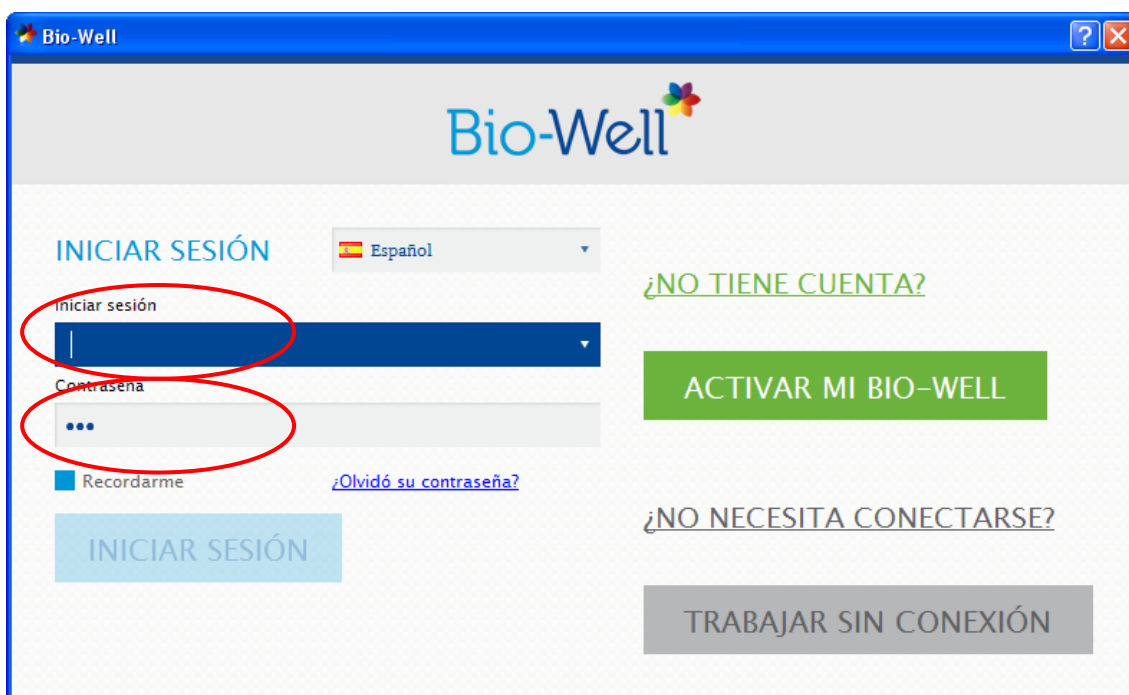 Bio-Well
Bio-Well
INICIAR SESIÓN
Español
Iniciar sesión
Contraseña
•••
Recordarme
¿Olvidó su contraseña?
INICIAR SESIÓN
¿NO TIENE CUENTA?
ACTIVAR MI BIO-WELL
¿NO NECESITA CONECTARSE?
TRABAJAR SIN CONEXIÓN